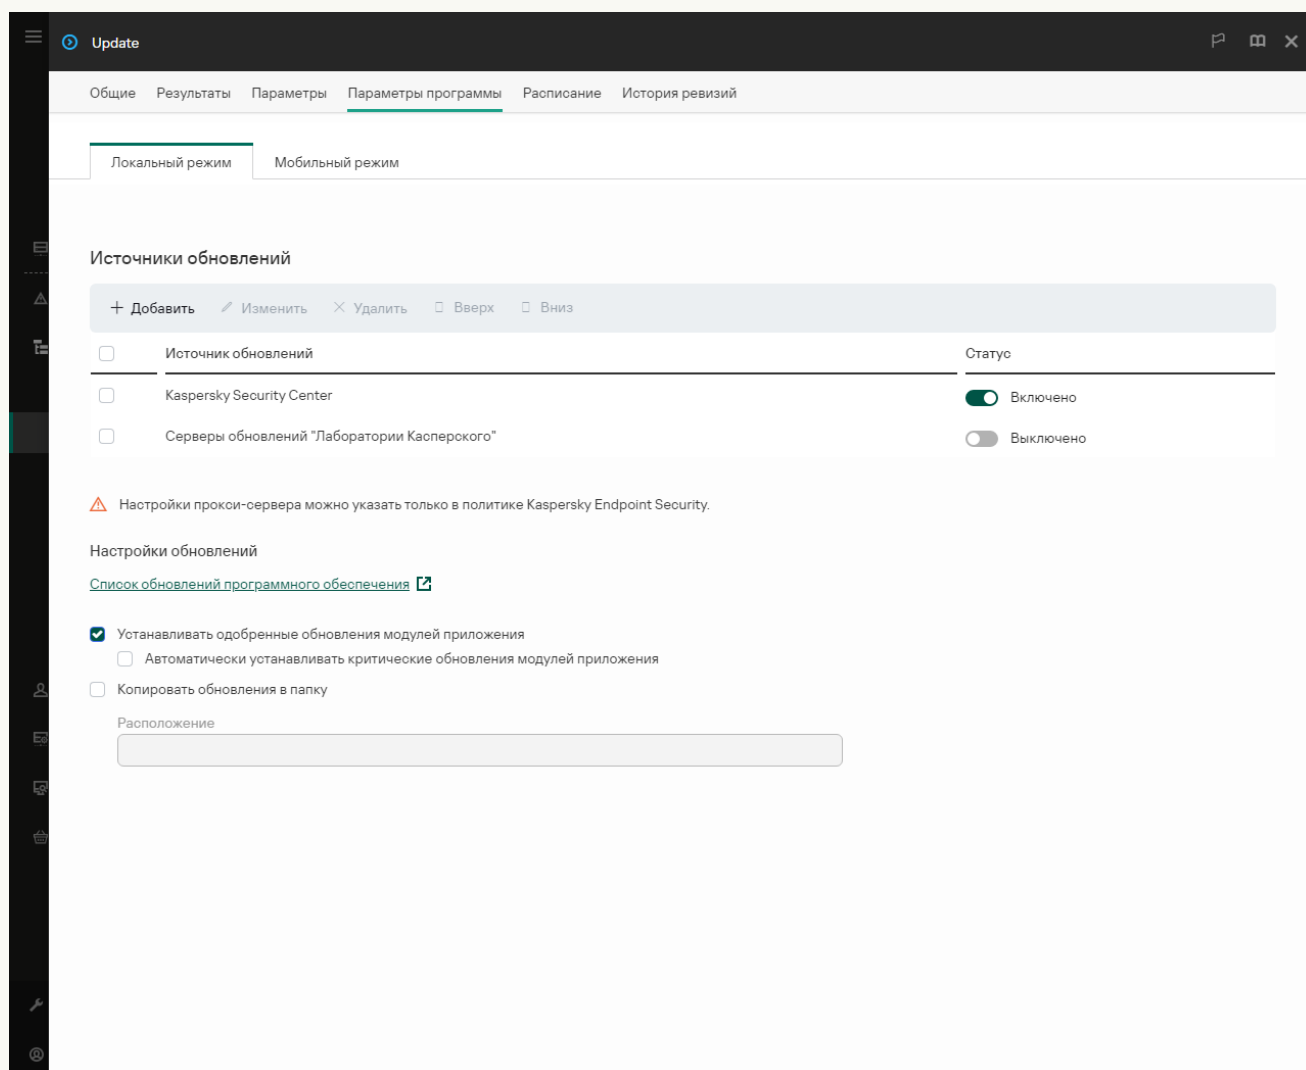 Update
Общие Результаты Параметры Параметры программы Расписание История ревизий
Локальный режим Мобильный режим
Источники обновлений
Добавить Изменить Удалить Вверх Вниз
Источник обновлений Статус
Kaspersky Security Center Включено
Серверы обновлений "Лаборатории Касперского" Выключено
Настройки прокси-сервера можно указать только в политике Kaspersky Endpoint Security.
Настройки обновлений
Список обновлений программного обеспечения
Устанавливать одобренные обновления модулей приложения
Автоматически устанавливать критические обновления модулей приложения
Копировать обновления в папку
Расположение